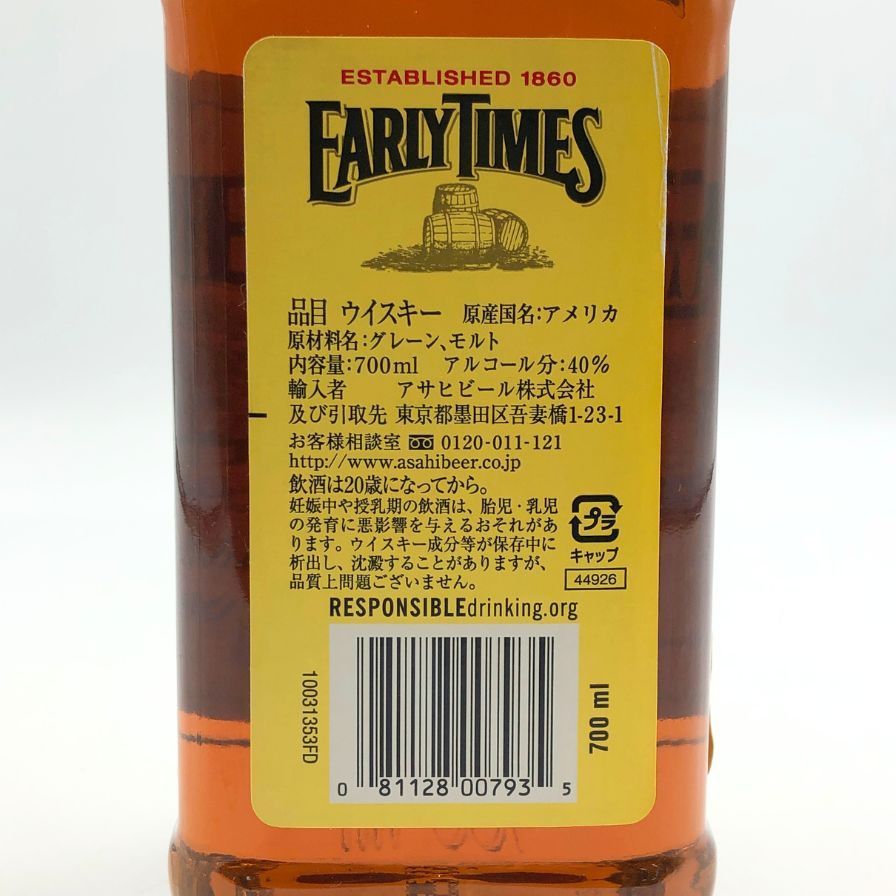 ESTABLISHED 1860
EARLY TIMES
品目 ウイスキー 原産国名:アメリカ
原材料名:グレーン、モルト
内容量:700ml アルコール分:40%
輸入者 アサヒビール株式会社
及び引取先 東京都墨田区吾妻橋1-23-1
お客様相談室 0120-011-121
http://www.asahibeer.co.jp
飲酒は20歳になってから。
妊娠中や授乳期の飲酒は、胎児・乳児
の発育に悪影響を与えるおそれがあ
ります。ウイスキー成分等が保存中に
析出し、沈澱することがありますが、
品質上問題ございません。
プラ
キャップ
44926
RESPONSIBLEdrinking.org
10031353FD
700 ml
0 81128 00793 5